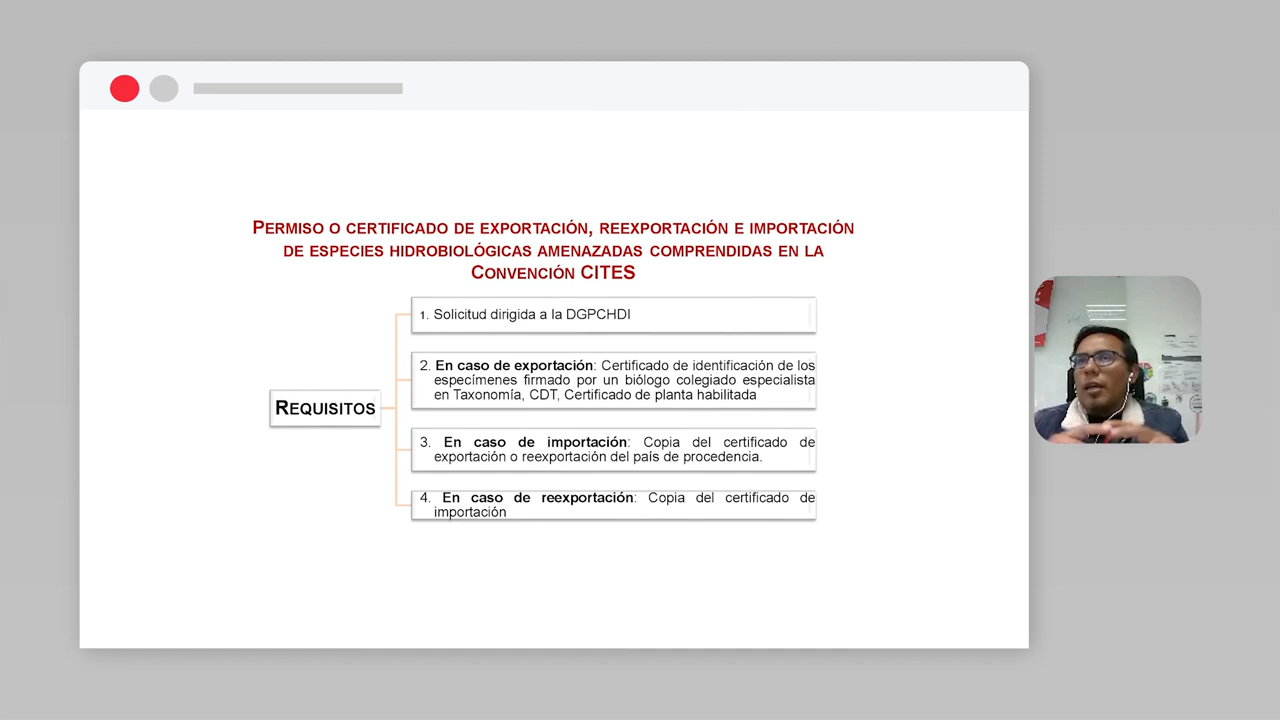 PERMISO O CERTIFICADO DE EXPORTACIÓN, REEXPORTACIÓN E IMPORTACIÓN
DE ESPECIES HIDROBIOLÓGICAS AMENAZADAS COMPRENDIDAS EN LA
CONVENCIÓN CITES
REQUISITOS
1. Solicitud dirigida a la DGPCHDI
2. En caso de exportación: Certificado de identificación de los
especímenes firmado por un biólogo colegiado especialista
en Taxonomía, CDT, Certificado de planta habilitada
3. En caso de importación: Copia del certificado de
exportación o reexportación del país de procedencia.
4. En caso de reexportación: Copia del certificado de
importación